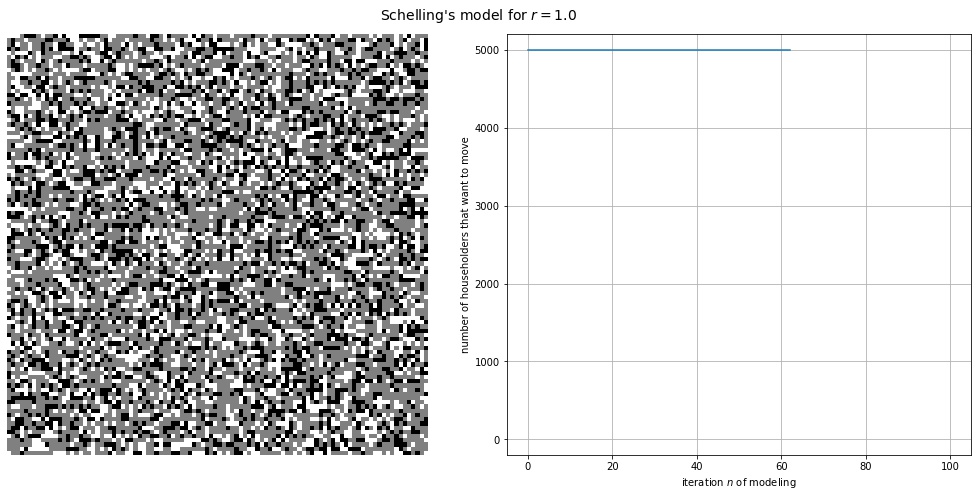 Schelling's model for r = 1.0
number of householders that want to move
5000
4000
3000
2000
1000
0
0 20 40 60 80 100
iteration n of modeling